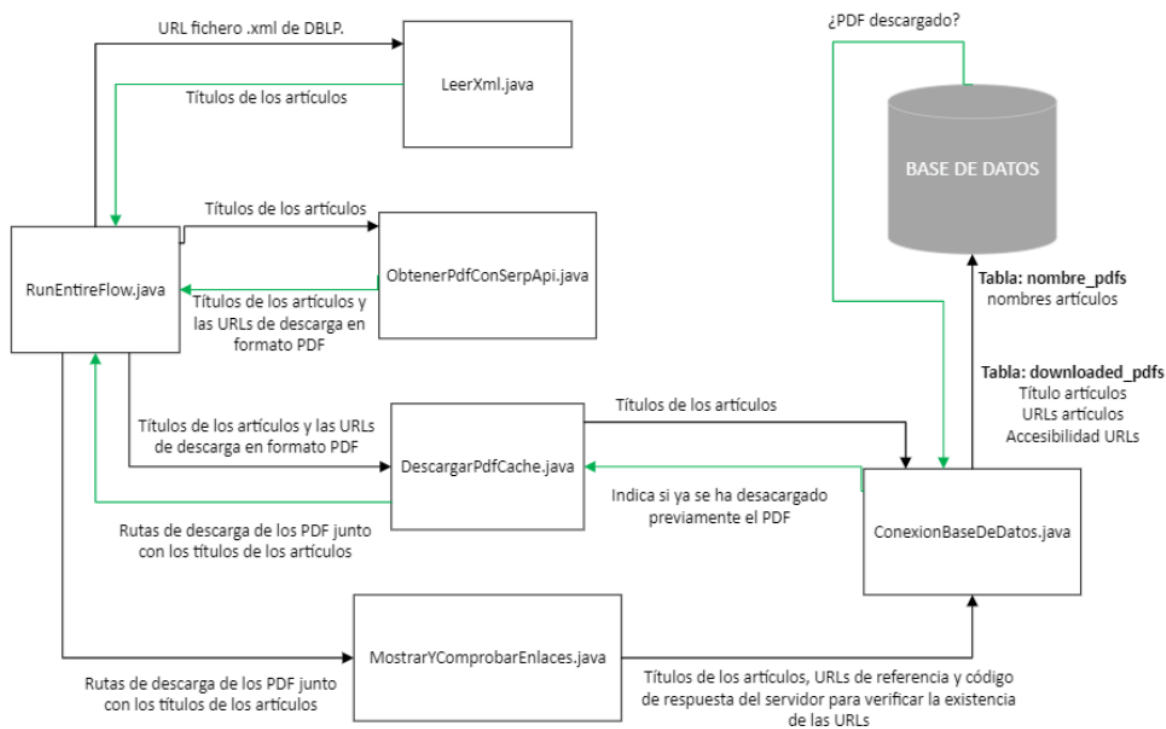 URL fichero .xml de DBLP.
LeerXml.java
Títulos de los artículos
¿PDF descargado?
BASE DE DATOS
Títulos de los artículos
RunEntireFlow.java
ObtenerPdfConSerpApi.java
Títulos de los artículos y
las URLs de descarga en
formato PDF
Tabla: nombre_pdfs
nombres artículos
Tabla: downloaded_pdfs
Título artículos
URLs artículos
Accesibilidad URLs
Títulos de los artículos y las URLs
de descarga en formato PDF
DescargarPdfCache.java
Títulos de los artículos
Indica si ya se ha desacargado
previamente el PDF
ConexionBaseDeDatos.java
Rutas de descarga de los PDF junto
con los títulos de los artículos
MostrarYComprobarEnlaces.java
Rutas de descarga de los PDF junto
con los títulos de los artículos
Títulos de los artículos, URLs de referencia y código
de respuesta del servidor para verificar la existencia
de las URLs